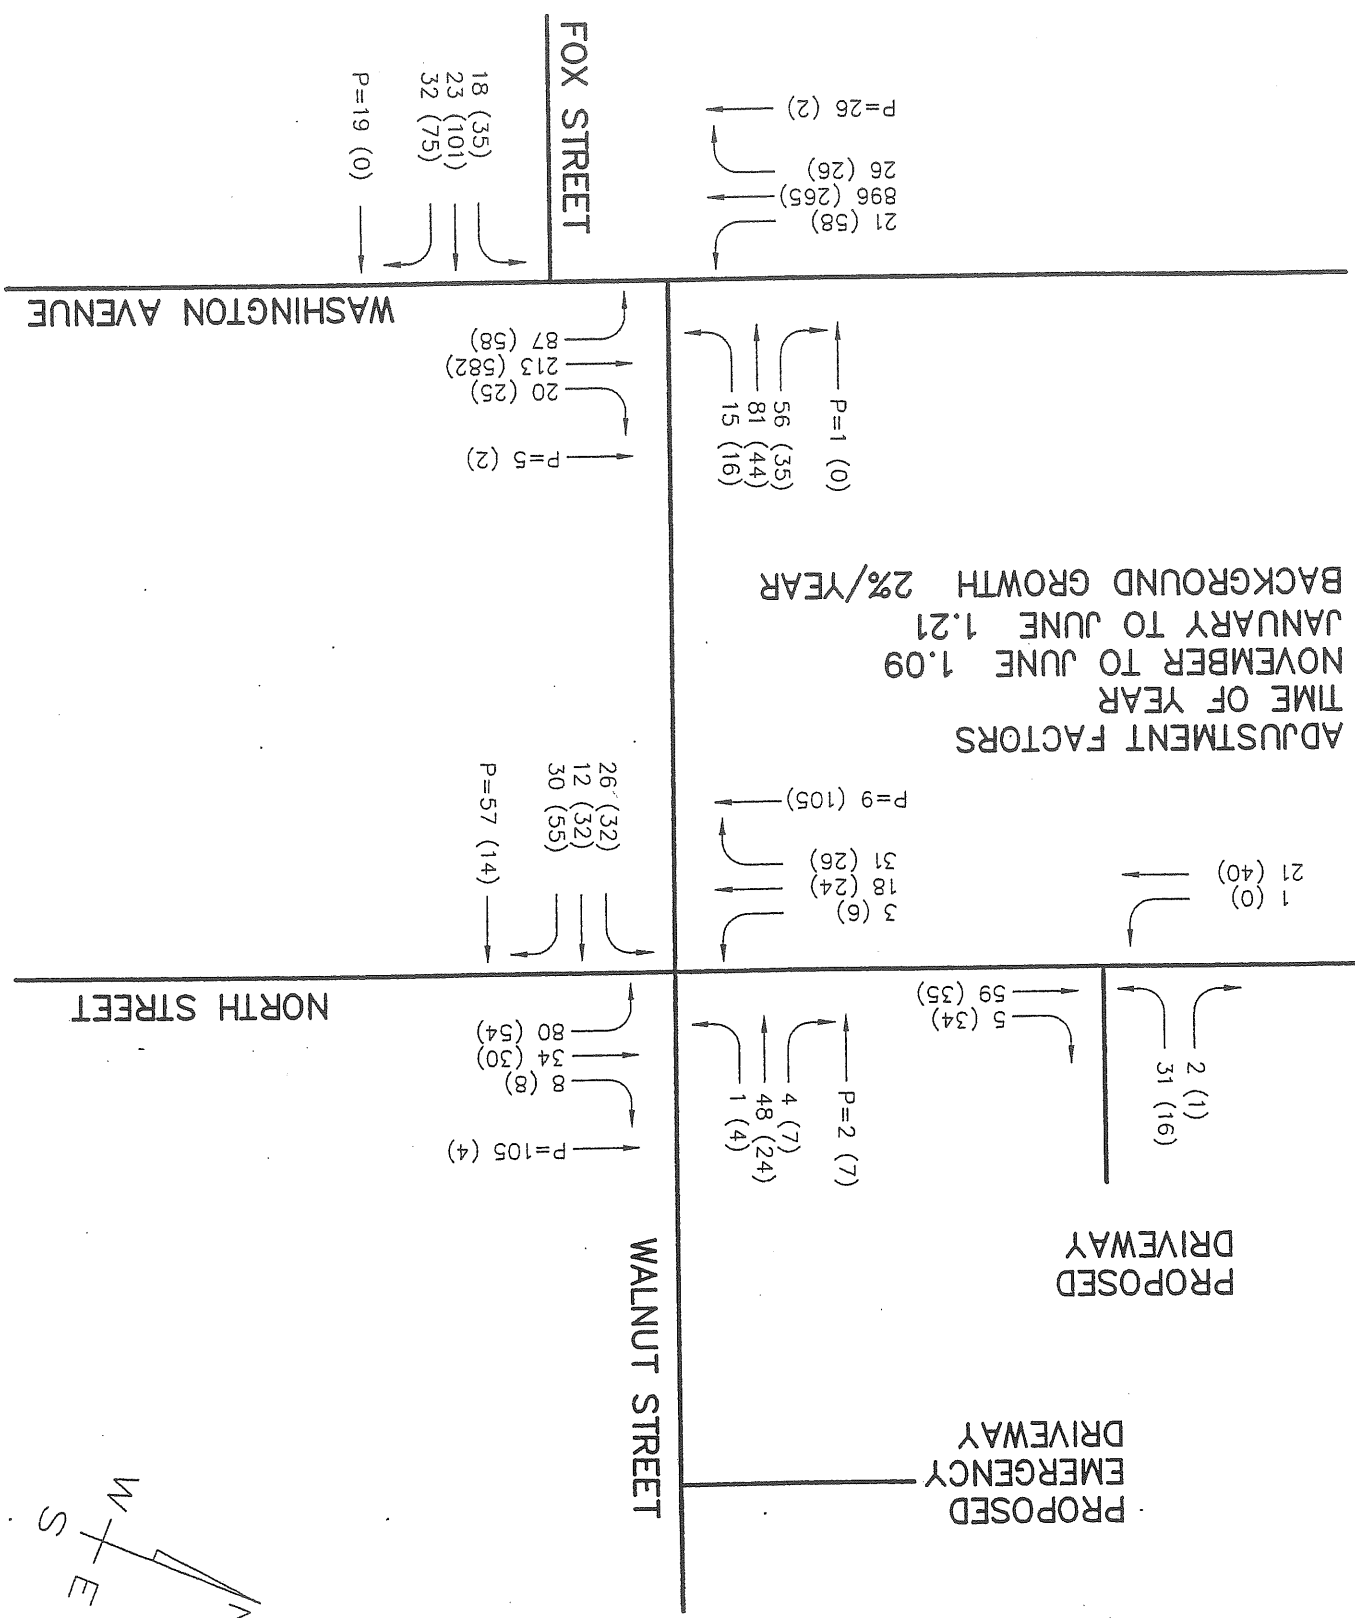 FOX STREET
18 (35)
23 (101)
32 (75)
P=19 (0)
P=26 (2)
26 (26)
896 (265)
21 (58)
WASHINGTON AVENUE
87 (58)
213 (582)
20 (25)
P=5 (2)
P=1 (0)
56 (35)
81 (44)
15 (16)
ADJUSTMENT FACTORS
TIME OF YEAR
NOVEMBER TO JUNE 1.09
JANUARY TO JUNE 1.21
BACKGROUND GROWTH 2%/YEAR
26 (32)
12 (32)
30 (55)
P=57 (14)
P=9 (105)
31 (26)
18 (24)
3 (6)
21 (40)
1 (0)
NORTH STREET
80 (54)
34 (30)
8 (8)
P=105 (4)
P=2 (7)
4 (7)
48 (24)
1 (4)
59 (35)
5 (34)
2 (1)
31 (16)
PROPOSED
DRIVEWAY
WALNUT STREET
PROPOSED
EMERGENCY
DRIVEWAY
W
S
E